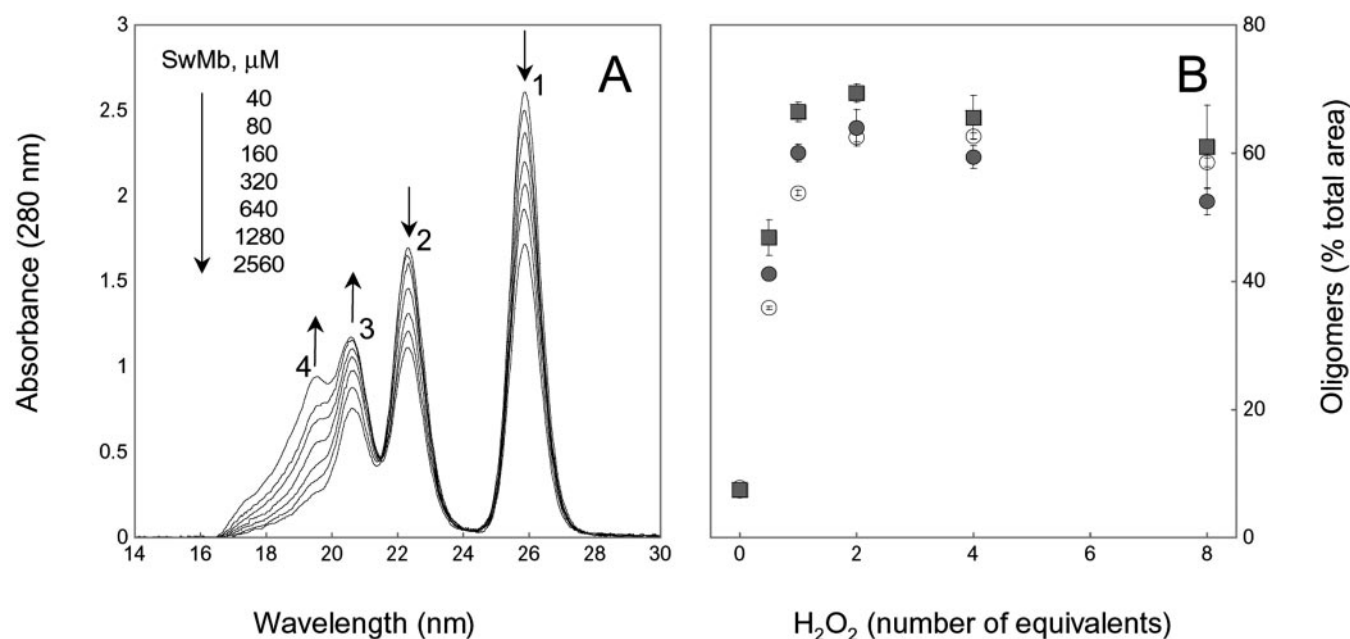 A
SwMb, μM
40
80
160
320
640
1280
2560
1
2
3
4
3
2.5
2
1.5
1
0.5
0
14 16 18 20 22 24 26 28 30
Absorbance (280 nm)
Wavelength (nm)
B
80
60
40
20
0
0 2 4 6 8
Oligomers (% total area)
H₂O₂ (number of equivalents)